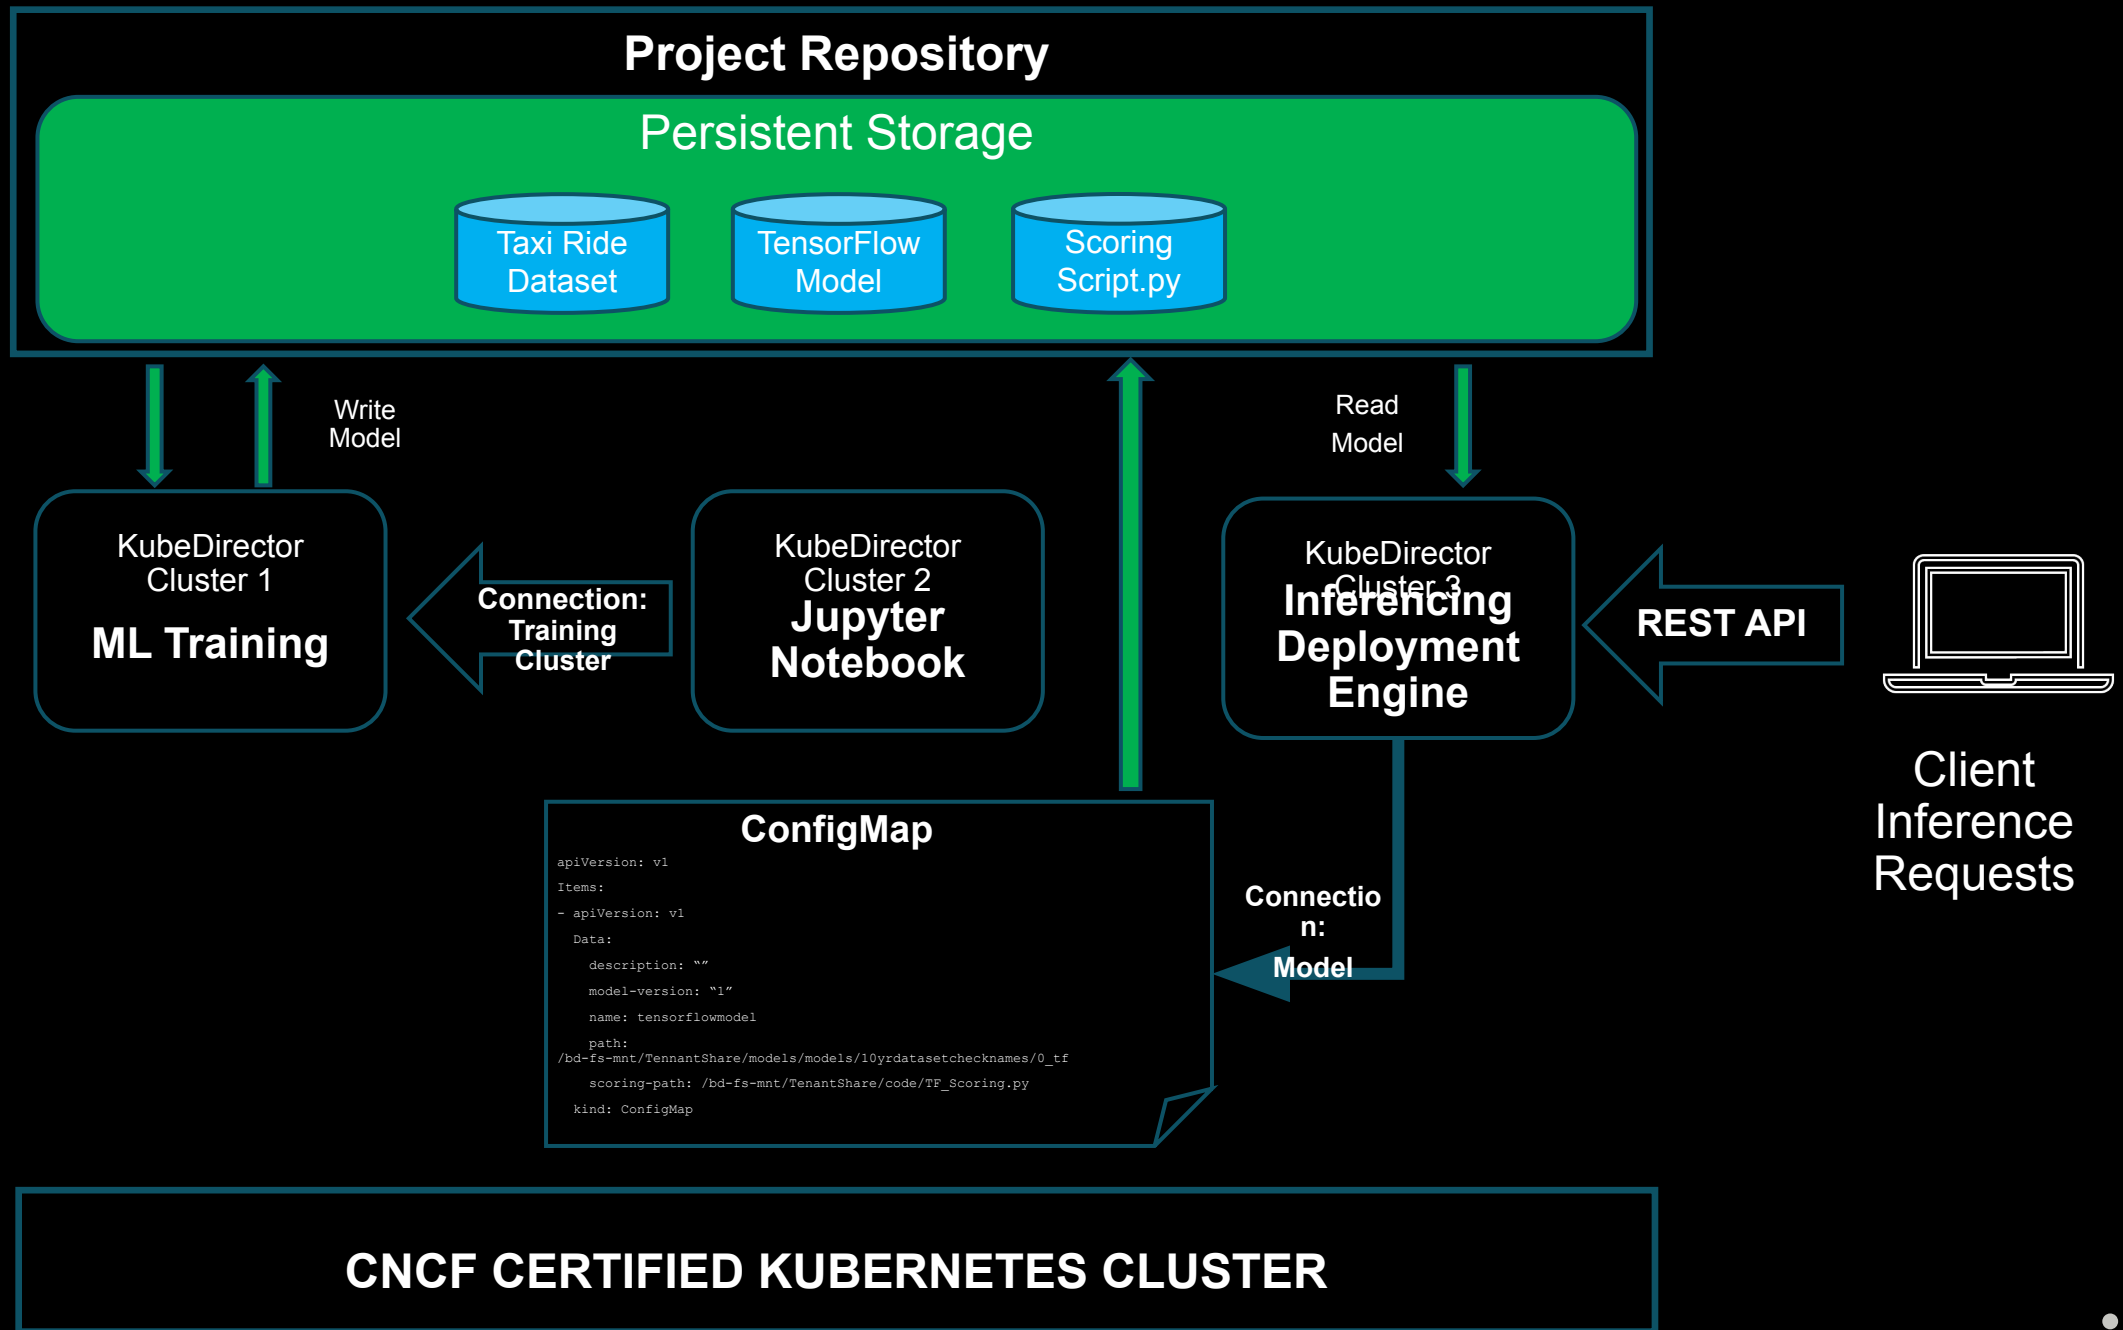 Project Repository
Persistent Storage
Taxi Ride
Dataset
TensorFlow
Model
Scoring
Script.py
Write
Model
Read
Model
KubeDirector
Cluster 1
ML Training
Connection:
Training
Cluster
KubeDirector
Cluster 2
Jupyter
Notebook
KubeDirector
Cluster 3
Inferencing
Deployment
Engine
REST API
Client
Inference
Requests
ConfigMap
apiVersion: v1
Items:
- apiVersion: v1
Data:
description: “”
model-version: “1”
name: tensorflowmodel
path:
/bd-fs-mnt/TennantShare/models/models/10yrdatasetchecknames/0_tf
scoring-path: /bd-fs-mnt/TenantShare/code/TF_Scoring.py
kind: ConfigMap
Connectio
n:
Model
CNCF CERTIFIED KUBERNETES CLUSTER